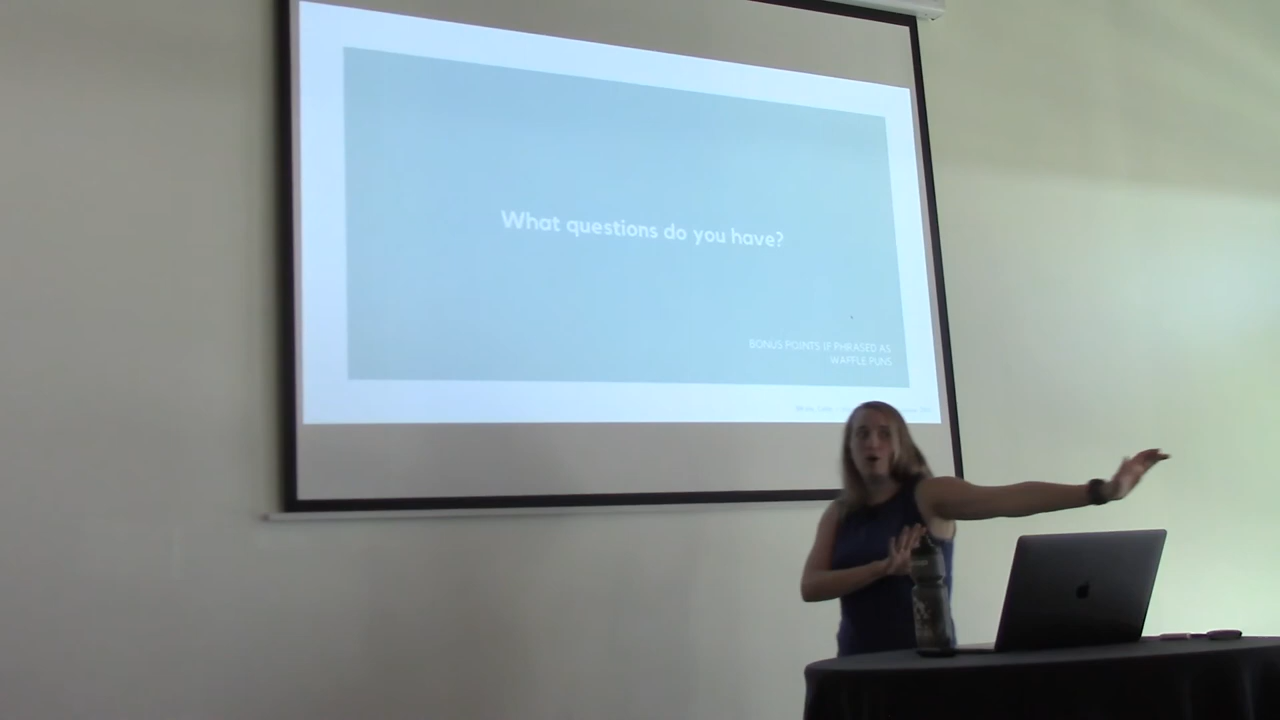 What questions do you have?
BONUS POINTS IF PHRASED AS
WAFFLE PUNS